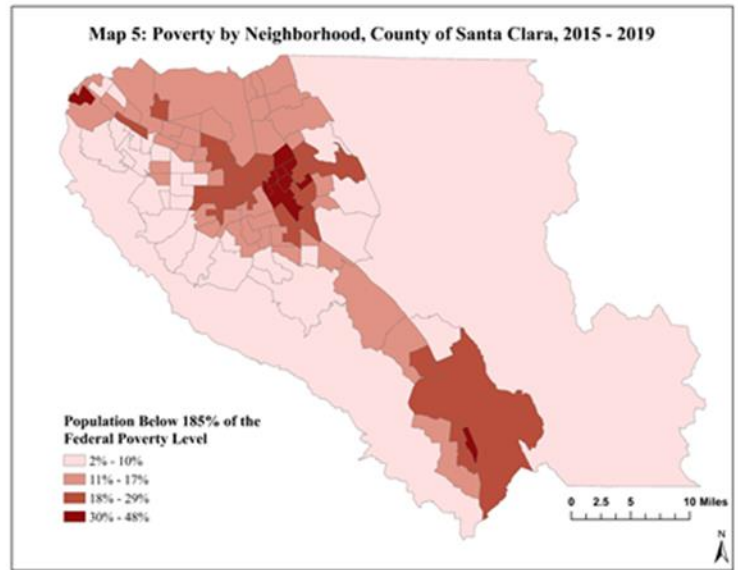 Map 5: Poverty by Neighborhood, County of Santa Clara, 2015 - 2019
Population Below 185% of the
Federal Poverty Level
2% - 10%
11% - 17%
18% - 29%
30% - 48%
0 2.5 5 10 Miles
N